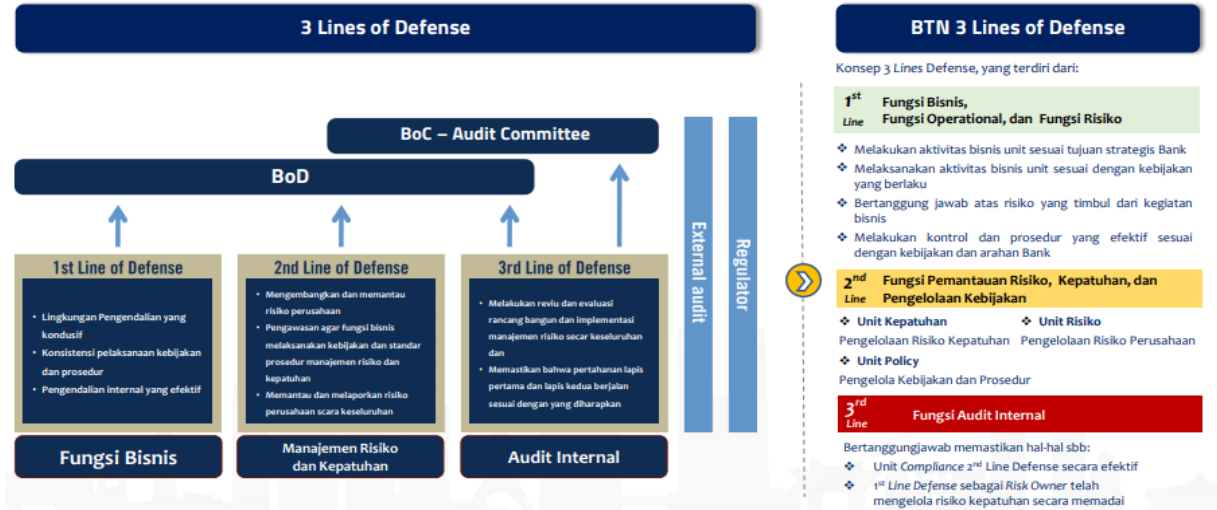 3 Lines of Defense
BoC – Audit Committee
BoD
1st Line of Defense
• Lingkungan Pengendalian yang
kondusif
• Konsistensi pelaksanaan kebijakan
dan prosedur
• Pengendalian internal yang efektif
Fungsi Bisnis
2nd Line of Defense
• Mengembangkan dan memantau
risiko perusahaan
• Pengawasan agar fungsi bisnis
melaksanakan kebijakan dan standar
prosedur manajemen risiko dan
kepatuhan
• Memantau dan melaporkan risiko
perusahaan scara keseluruhan
Manajemen Risiko
dan Kepatuhan
3rd Line of Defense
• Melakukan reviu dan evaluasi
rancang bangun dan implementasi
manajemen risiko secar keseluruhan
dan
• Memastikan bahwa pertahanan lapis
pertama dan lapis kedua berjalan
sesuai dengan yang diharapkan
Audit Internal
External audit
Regulator
BTN 3 Lines of Defense
Konsep 3 Lines Defense, yang terdiri dari:
1st Line
Fungsi Bisnis,
Fungsi Operational, dan Fungsi Risiko
❖ Melakukan aktivitas bisnis unit sesuai tujuan strategis Bank
❖ Melaksanakan aktivitas bisnis unit sesuai dengan kebijakan
yang berlaku
❖ Bertanggung jawab atas risiko yang timbul dari kegiatan
bisnis
❖ Melakukan kontrol dan prosedur yang efektif sesuai
dengan kebijakan dan arahan Bank
2nd Line
Fungsi Pemantauan Risiko, Kepatuhan, dan
Pengelolaan Kebijakan
❖ Unit Kepatuhan
Pengelolaan Risiko Kepatuhan
❖ Unit Risiko
Pengelolaan Risiko Perusahaan
❖ Unit Policy
Pengelola Kebijakan dan Prosedur
3rd Line
Fungsi Audit Internal
Bertanggungjawab memastikan hal-hal sbb:
❖ Unit Compliance 2nd Line Defense secara efektif
❖ 1st Line Defense sebagai Risk Owner telah
mengelola risiko kepatuhan secara memadai